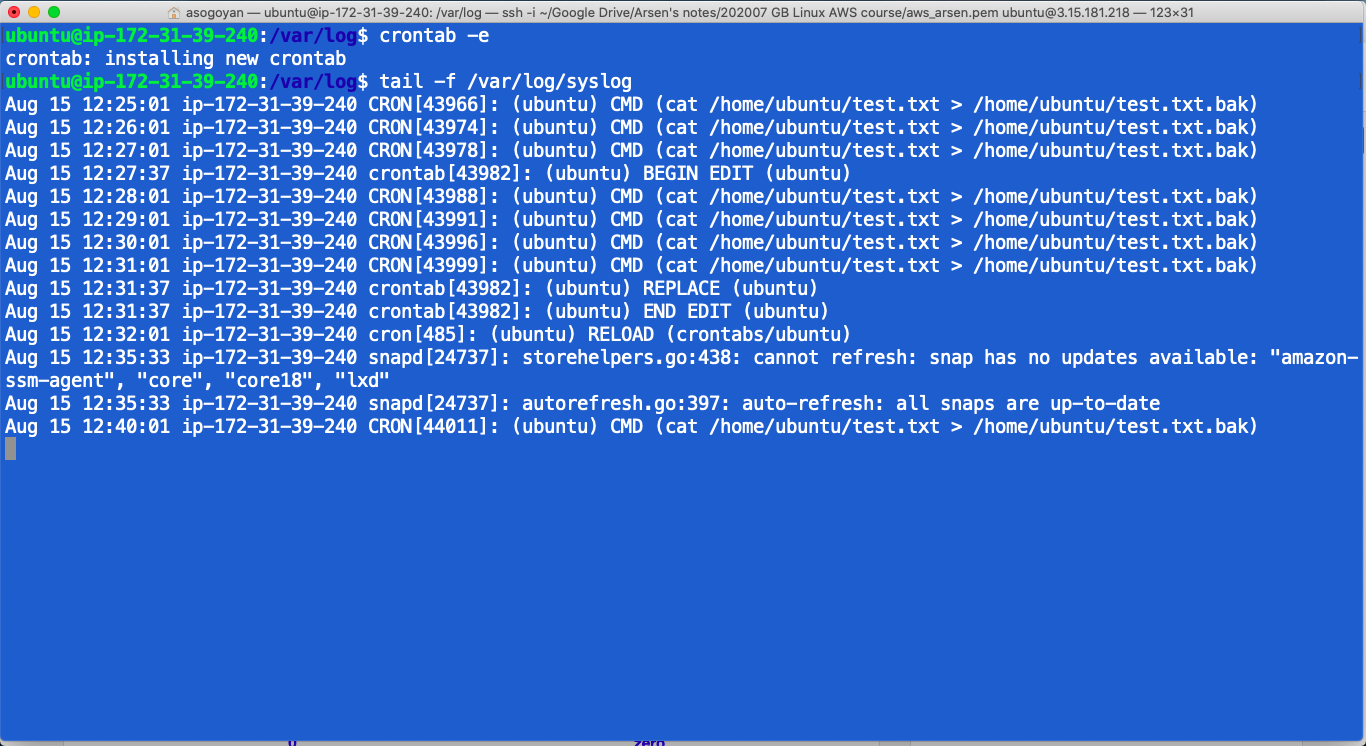 asogoyan — ubuntu@ip-172-31-39-240: /var/log — ssh -i ~/Google Drive/Arsen's notes/202007 GB Linux AWS course/aws_arsen.pem ubuntu@3.15.181.218 — 123×31
ubuntu@ip-172-31-39-240:/var/log$ crontab -e
crontab: installing new crontab
ubuntu@ip-172-31-39-240:/var/log$ tail -f /var/log/syslog
Aug 15 12:25:01 ip-172-31-39-240 CRON[43966]: (ubuntu) CMD (cat /home/ubuntu/test.txt > /home/ubuntu/test.txt.bak)
Aug 15 12:26:01 ip-172-31-39-240 CRON[43974]: (ubuntu) CMD (cat /home/ubuntu/test.txt > /home/ubuntu/test.txt.bak)
Aug 15 12:27:01 ip-172-31-39-240 CRON[43978]: (ubuntu) CMD (cat /home/ubuntu/test.txt > /home/ubuntu/test.txt.bak)
Aug 15 12:27:37 ip-172-31-39-240 crontab[43982]: (ubuntu) BEGIN EDIT (ubuntu)
Aug 15 12:28:01 ip-172-31-39-240 CRON[43988]: (ubuntu) CMD (cat /home/ubuntu/test.txt > /home/ubuntu/test.txt.bak)
Aug 15 12:29:01 ip-172-31-39-240 CRON[43991]: (ubuntu) CMD (cat /home/ubuntu/test.txt > /home/ubuntu/test.txt.bak)
Aug 15 12:30:01 ip-172-31-39-240 CRON[43996]: (ubuntu) CMD (cat /home/ubuntu/test.txt > /home/ubuntu/test.txt.bak)
Aug 15 12:31:01 ip-172-31-39-240 CRON[43999]: (ubuntu) CMD (cat /home/ubuntu/test.txt > /home/ubuntu/test.txt.bak)
Aug 15 12:31:37 ip-172-31-39-240 crontab[43982]: (ubuntu) REPLACE (ubuntu)
Aug 15 12:31:37 ip-172-31-39-240 crontab[43982]: (ubuntu) END EDIT (ubuntu)
Aug 15 12:32:01 ip-172-31-39-240 cron[485]: (ubuntu) RELOAD (crontabs/ubuntu)
Aug 15 12:35:33 ip-172-31-39-240 snapd[24737]: storehelpers.go:438: cannot refresh: snap has no updates available: "amazon-
ssm-agent", "core", "core18", "lxd"
Aug 15 12:35:33 ip-172-31-39-240 snapd[24737]: autorefresh.go:397: auto-refresh: all snaps are up-to-date
Aug 15 12:40:01 ip-172-31-39-240 CRON[44011]: (ubuntu) CMD (cat /home/ubuntu/test.txt > /home/ubuntu/test.txt.bak)
zero